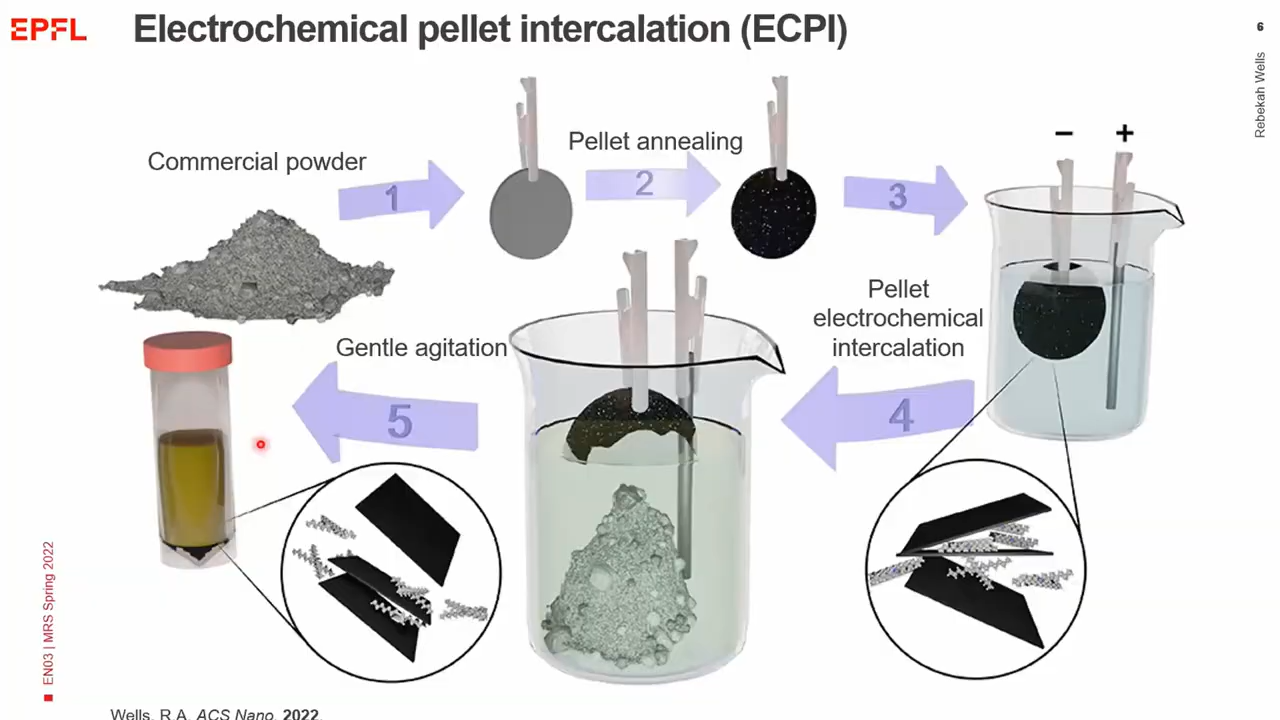 EPFL
Electrochemical pellet intercalation (ECPI)
6
Rebekah Wells
Commercial powder
1
Pellet annealing
2
3
− +
Pellet
electrochemical
intercalation
4
Gentle agitation
5
EN03 | MRS Spring 2022
Wells, R.A. ACS Nano. 2022.